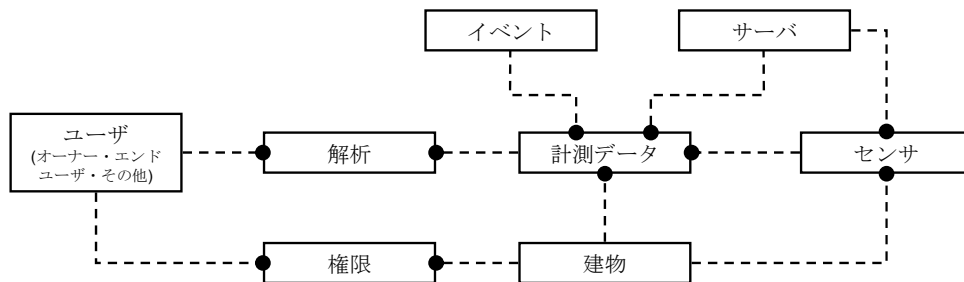 イベント
サーバ
ユーザ
(オーナー・エンド
ユーザ・その他)
解析
計測データ
センサ
権限
建物